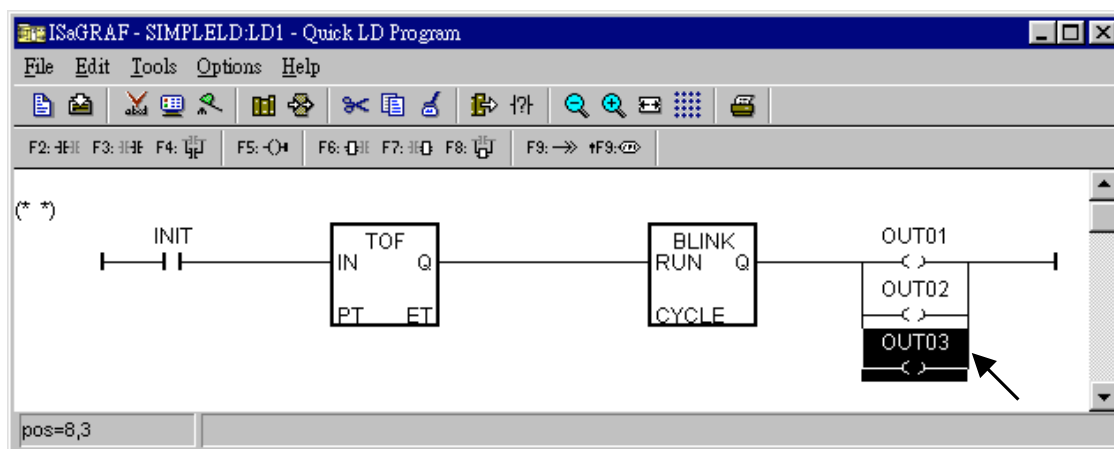 ISaGRAF - SIMPLELD:LD1 - Quick LD Program
File Edit Tools Options Help
F2: F3: F4: F5: F6: F7: F8: F9: F9:
(* *)
INIT TOF BLINK OUT01
IN Q RUN Q
OUT02
PT ET CYCLE
OUT03
pos=8,3